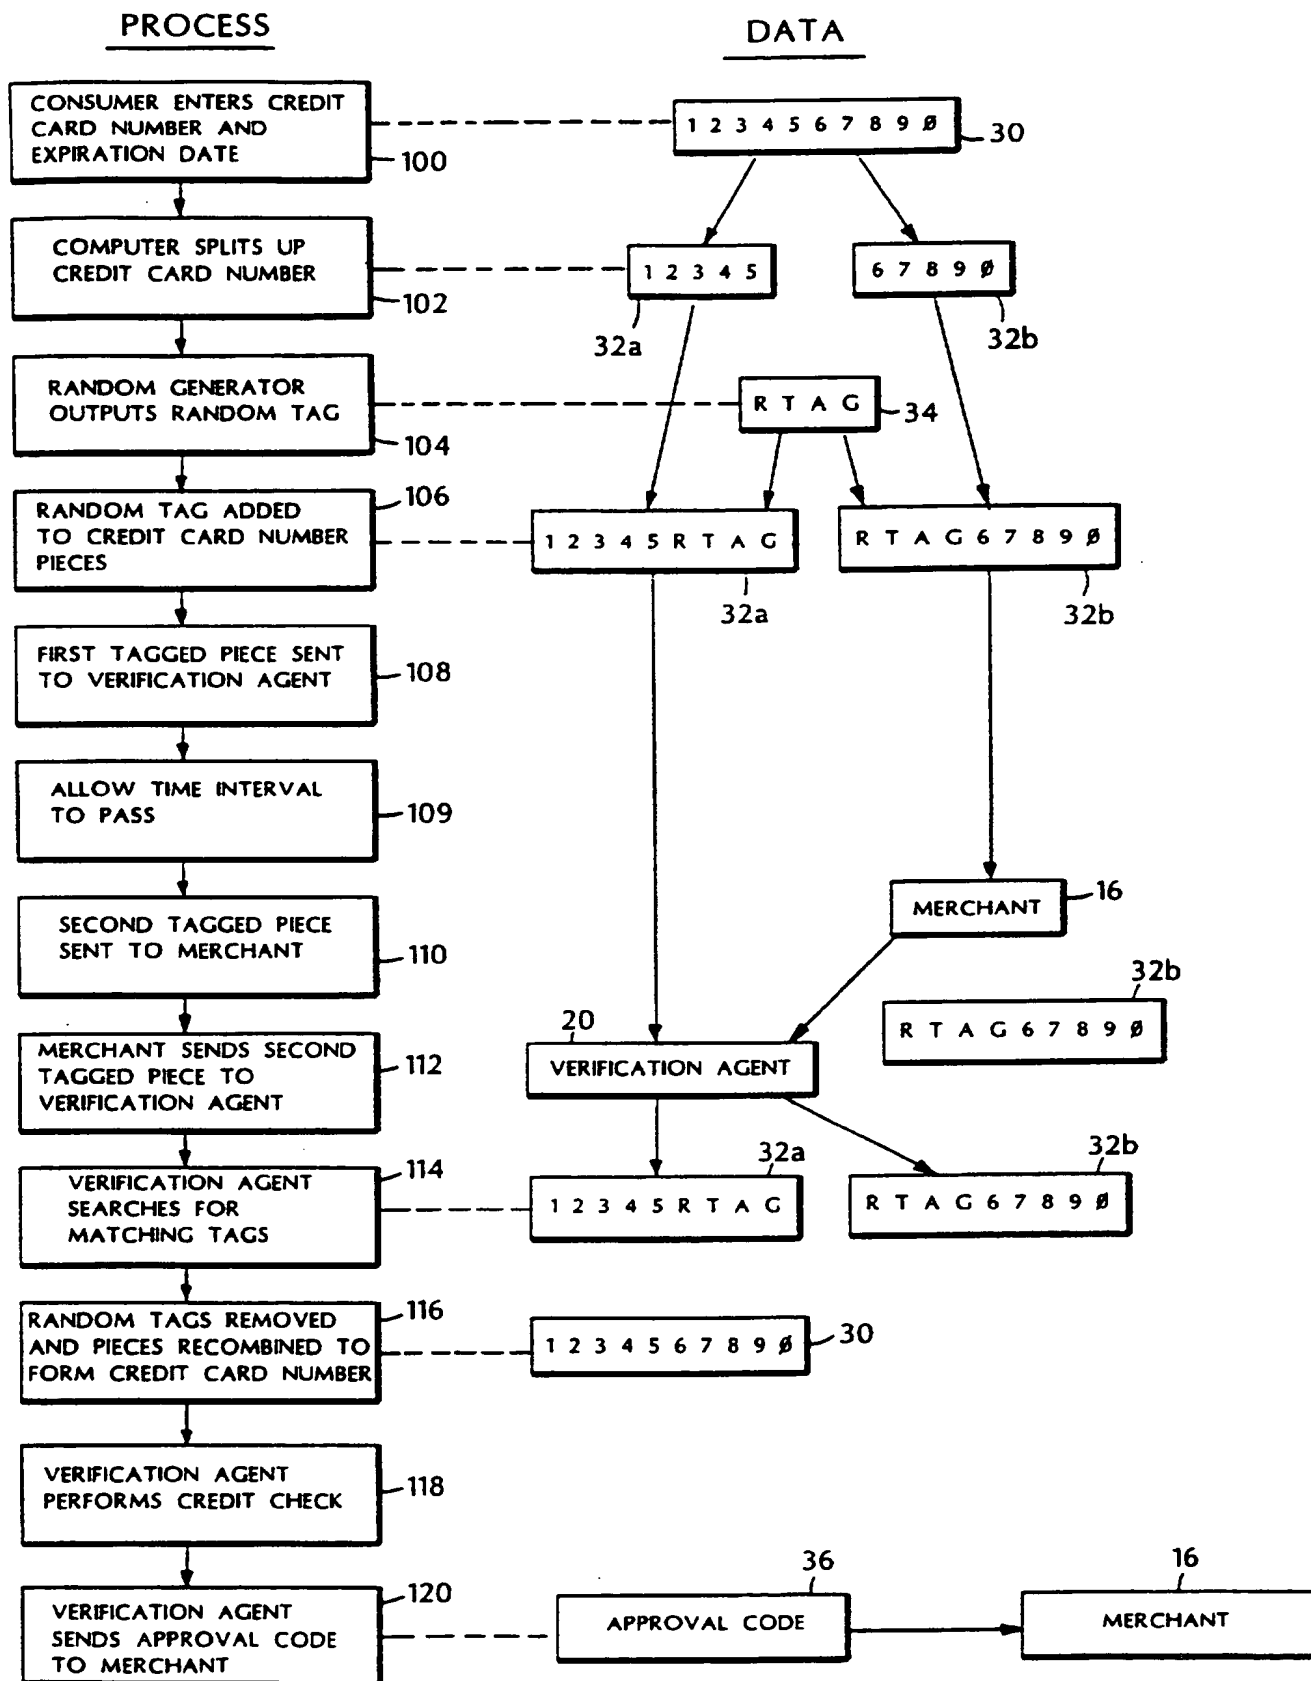 PROCESS
DATA
CONSUMER ENTERS CREDIT
CARD NUMBER AND
EXPIRATION DATE
100
1 2 3 4 5 6 7 8 9 Ø
30
COMPUTER SPLITS UP
CREDIT CARD NUMBER
102
1 2 3 4 5
32a
6 7 8 9 Ø
32b
RANDOM GENERATOR
OUTPUTS RANDOM TAG
104
R T A G
34
RANDOM TAG ADDED
TO CREDIT CARD NUMBER
PIECES
106
1 2 3 4 5 R T A G
32a
R T A G 6 7 8 9 Ø
32b
FIRST TAGGED PIECE SENT
TO VERIFICATION AGENT
108
ALLOW TIME INTERVAL
TO PASS
109
SECOND TAGGED PIECE
SENT TO MERCHANT
110
MERCHANT
16
32b
R T A G 6 7 8 9 Ø
MERCHANT SENDS SECOND
TAGGED PIECE TO
VERIFICATION AGENT
112
20
VERIFICATION AGENT
VERIFICATION AGENT
SEARCHES FOR
MATCHING TAGS
114
32a
1 2 3 4 5 R T A G
32b
R T A G 6 7 8 9 Ø
RANDOM TAGS REMOVED
AND PIECES RECOMBINED TO
FORM CREDIT CARD NUMBER
116
1 2 3 4 5 6 7 8 9 Ø
30
VERIFICATION AGENT
PERFORMS CREDIT CHECK
118
VERIFICATION AGENT
SENDS APPROVAL CODE
TO MERCHANT
120
36
APPROVAL CODE
16
MERCHANT